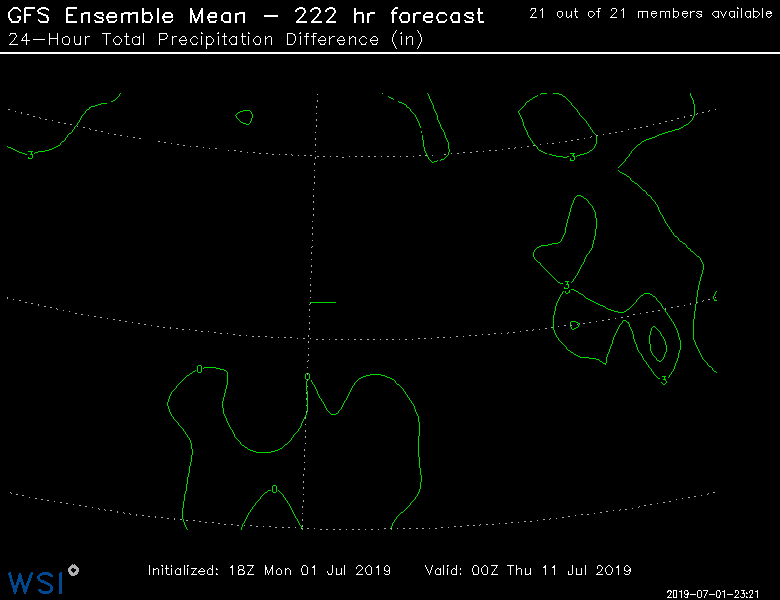 GFS Ensemble Mean – 222 hr forecast
21 out of 21 members available
24-Hour Total Precipitation Difference (in)
3
3
3
3
0
0
0
Initialized: 18Z Mon 01 Jul 2019
Valid: 00Z Thu 11 Jul 2019
WSI
2019-07-01-23:21